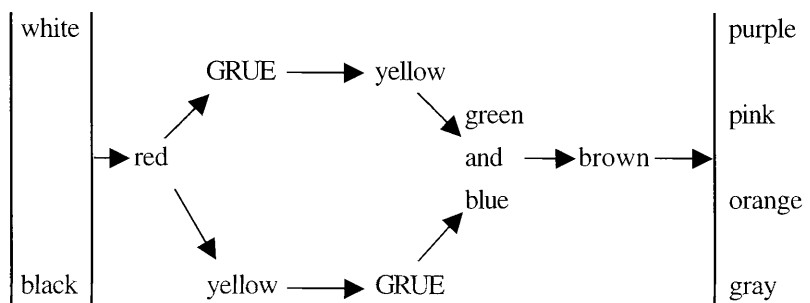 white
purple
GRUE
yellow
green
pink
red
and
brown
blue
orange
black
yellow
GRUE
gray